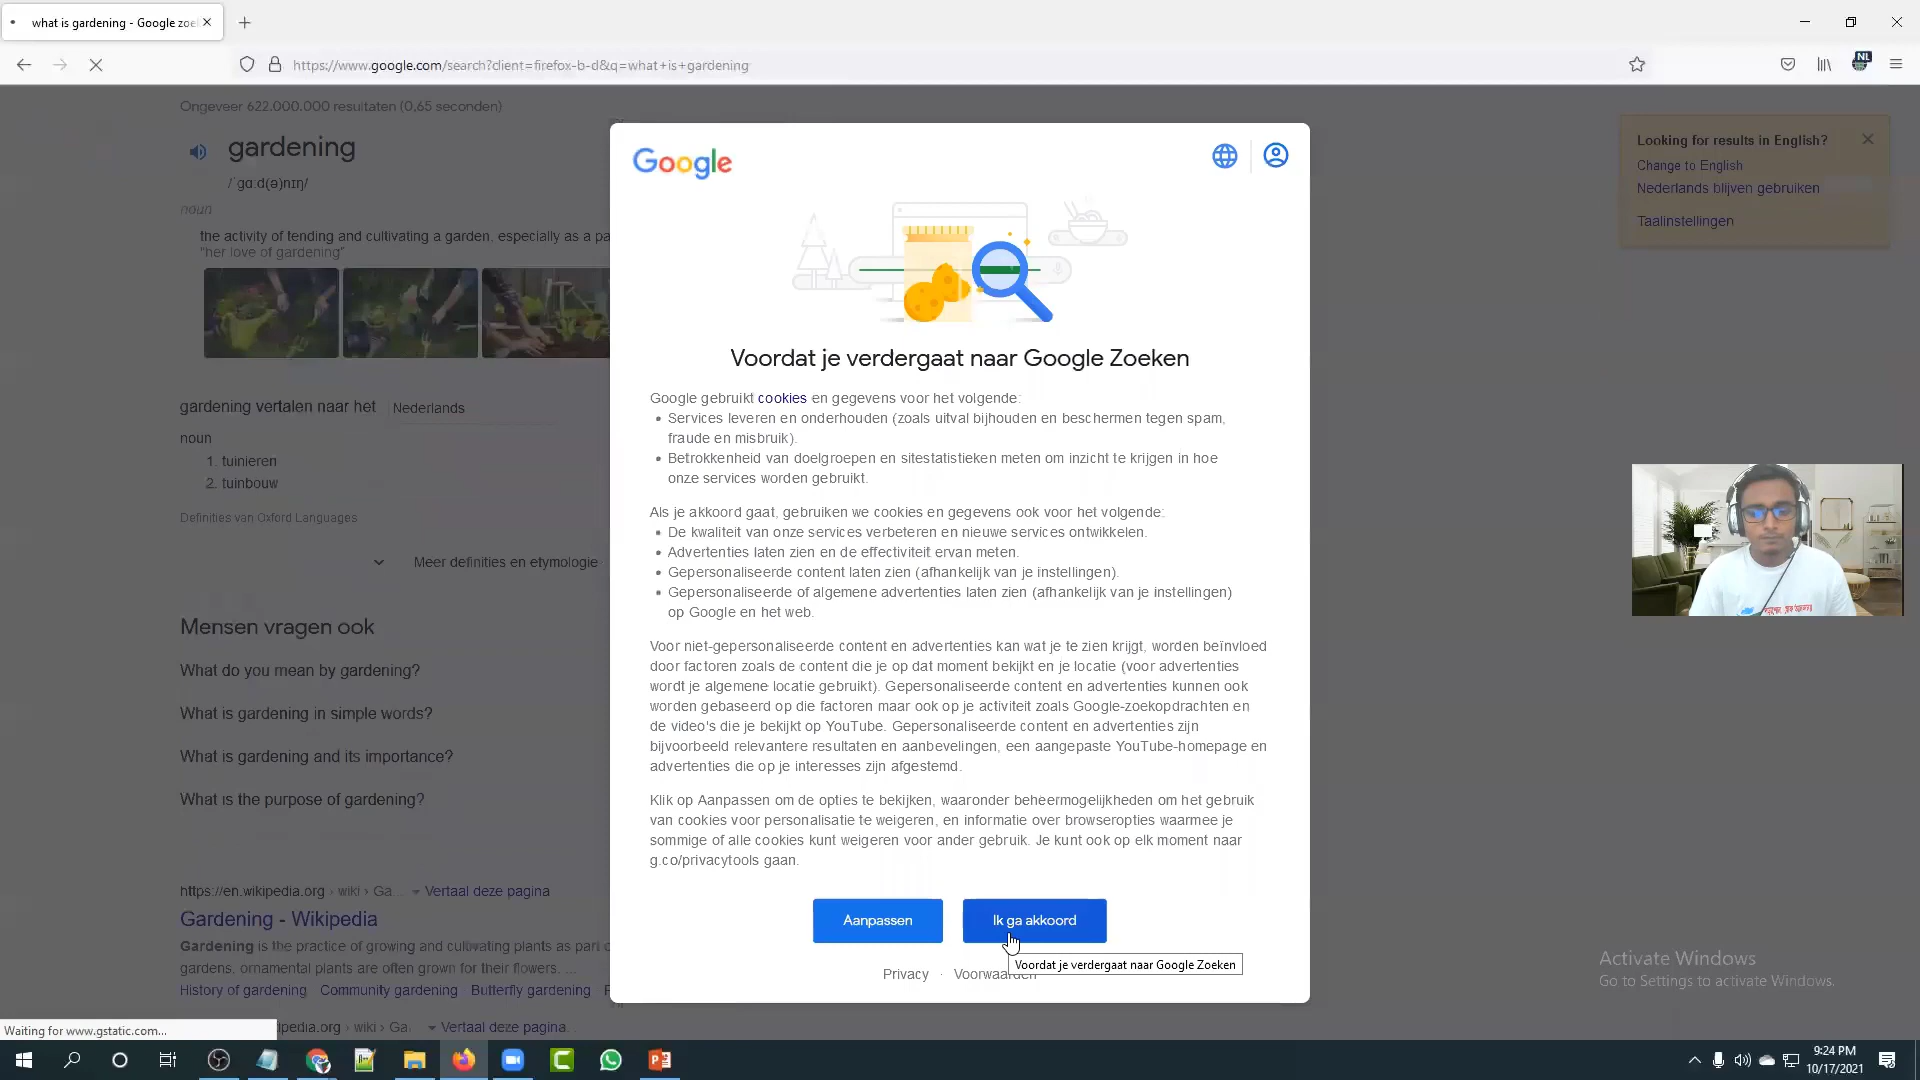 what is gardening - Google zoe
https://www.google.com/search?client=firefox-b-d&q=what+is+gardening
NL
Ongeveer 622.000.000 resultaten (0,65 seconden)
gardening
/ˈɡɑːd(ə)nɪŋ/
noun
the activity of tending and cultivating a garden, especially as a pa
"her love of gardening"
gardening vertalen naar het Nederlands
noun
1. tuinieren
2. tuinbouw
Definities van Oxford Languages
Meer definities en etymologie
Mensen vragen ook
What do you mean by gardening?
What is gardening in simple words?
What is gardening and its importance?
What is the purpose of gardening?
https://en.wikipedia.org › wiki › Ga... Vertaal deze pagina
Gardening - Wikipedia
Gardening is the practice of growing and cultivating plants as part o
gardens, ornamental plants are often grown for their flowers, ...
History of gardening Community gardening Butterfly gardening
ipedia.org › wiki › Ga Vertaal deze pagina
Waiting for www.gstatic.com...
Google
Voordat je verdergaat naar Google Zoeken
Google gebruikt cookies en gegevens voor het volgende:
• Services leveren en onderhouden (zoals uitval bijhouden en beschermen tegen spam,
fraude en misbruik).
• Betrokkenheid van doelgroepen en sitestatistieken meten om inzicht te krijgen in hoe
onze services worden gebruikt.
Als je akkoord gaat, gebruiken we cookies en gegevens ook voor het volgende:
• De kwaliteit van onze services verbeteren en nieuwe services ontwikkelen.
• Advertenties laten zien en de effectiviteit ervan meten.
• Gepersonaliseerde content laten zien (afhankelijk van je instellingen).
• Gepersonaliseerde of algemene advertenties laten zien (afhankelijk van je instellingen)
op Google en het web.
Voor niet-gepersonaliseerde content en advertenties kan wat je te zien krijgt, worden beïnvloed
door factoren zoals de content die je op dat moment bekijkt en je locatie (voor advertenties
wordt je algemene locatie gebruikt). Gepersonaliseerde content en advertenties kunnen ook
worden gebaseerd op die factoren maar ook op je activiteit zoals Google-zoekopdrachten en
de video's die je bekijkt op YouTube. Gepersonaliseerde content en advertenties zijn
bijvoorbeeld relevantere resultaten en aanbevelingen, een aangepaste YouTube-homepage en
advertenties die op je interesses zijn afgestemd.
Klik op Aanpassen om de opties te bekijken, waaronder beheermogelijkheden om het gebruik
van cookies voor personalisatie te weigeren, en informatie over browseropties waarmee je
sommige of alle cookies kunt weigeren voor ander gebruik. Je kunt ook op elk moment naar
g.co/privacytools gaan.
Aanpassen Ik ga akkoord
Voordat je verdergaat naar Google Zoeken
Privacy · Voorwaarden
Looking for results in English?
Change to English
Nederlands blijven gebruiken
Taalinstellingen
Activate Windows
Go to Settings to activate Windows.
9:24 PM
10/17/2021